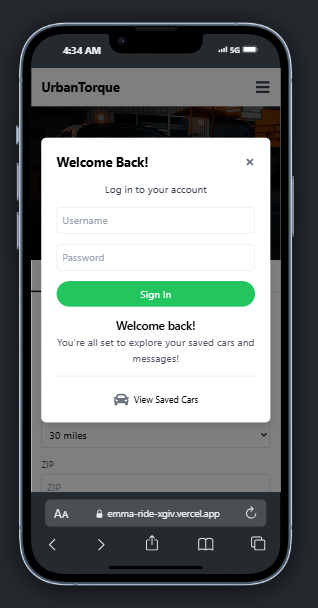 4:34 AM 5G
UrbanTorque
Welcome Back!
Log in to your account
Username
Password
Sign In
Welcome back!
You're all set to explore your saved cars and
messages!
View Saved Cars
30 miles
ZIP
ZIP
AA emma-ride-xgiv.vercel.app